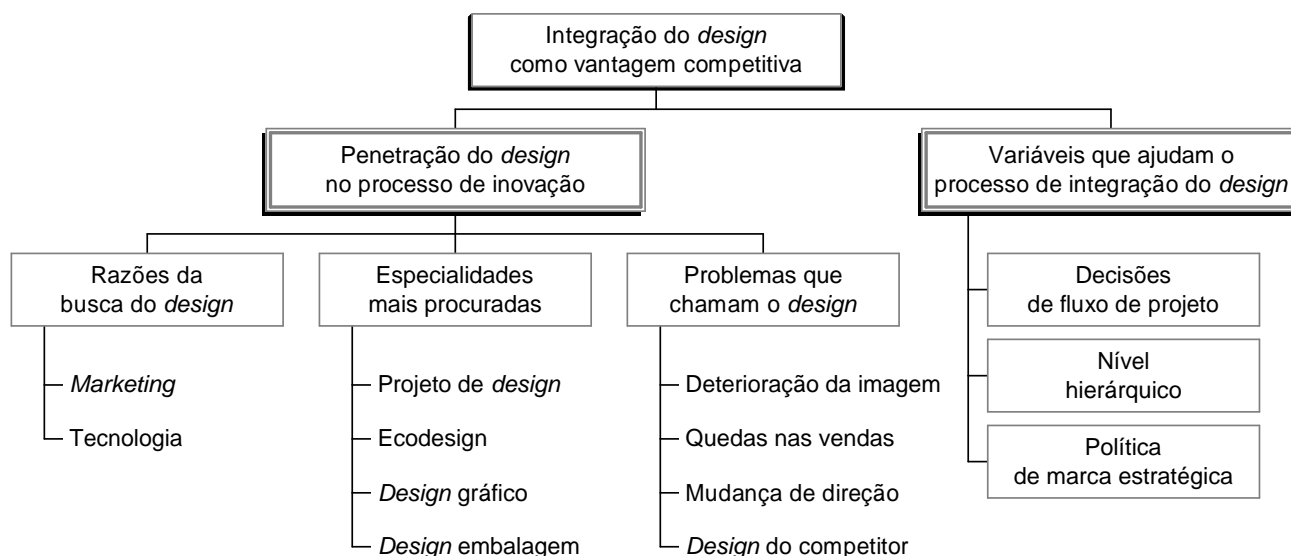 Integração do design
como vantagem competitiva
Penetração do design
no processo de inovação
Variáveis que ajudam o
processo de integração do design
Razões da
busca do design
Especialidades
mais procuradas
Problemas que
chamam o design
Marketing
Tecnologia
Projeto de design
Ecodesign
Design gráfico
Design embalagem
Deterioração da imagem
Quedas nas vendas
Mudança de direção
Design do competitor
Decisões
de fluxo de projeto
Nível
hierárquico
Política
de marca estratégica